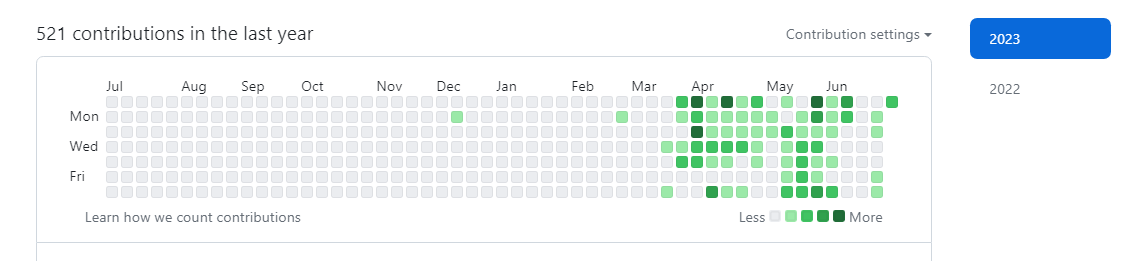 521 contributions in the last year
Contribution settings
2023
2022
Jul Aug Sep Oct Nov Dec Jan Feb Mar Apr May Jun
Mon
Wed
Fri
Learn how we count contributions
Less More